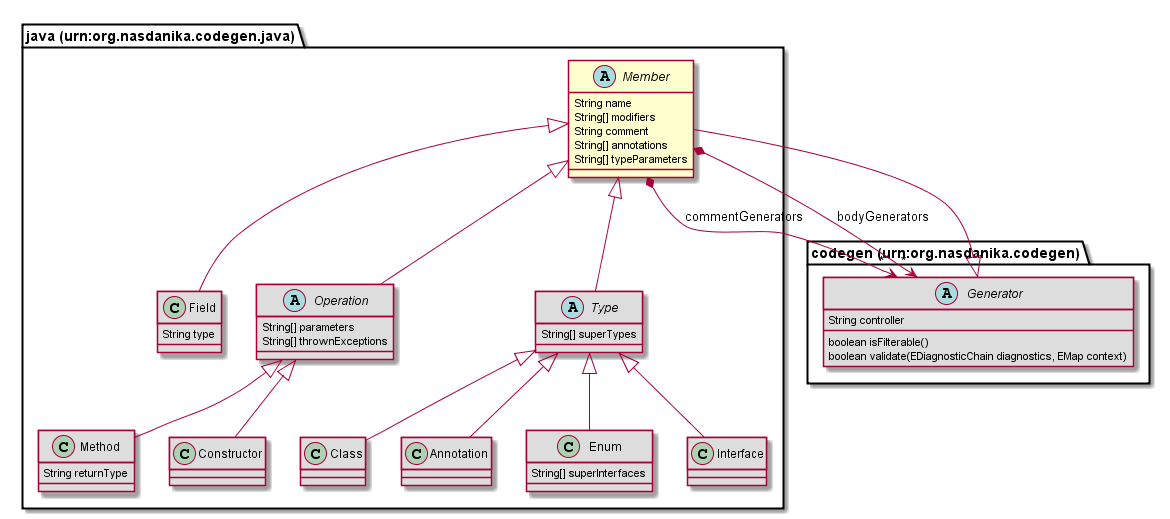 java (urn:org.nasdanika.codegen.java)
A Member
String name
String[] modifiers
String comment
String[] annotations
String[] typeParameters
commentGenerators
bodyGenerators
codegen (urn:org.nasdanika.codegen)
A Generator
String controller
boolean isFilterable()
boolean validate(EDiagnosticChain diagnostics, EMap context)
C Field
String type
A Operation
String[] parameters
String[] thrownExceptions
A Type
String[] superTypes
C Method
String returnType
C Constructor
C Class
C Annotation
C Enum
String[] superInterfaces
C Interface